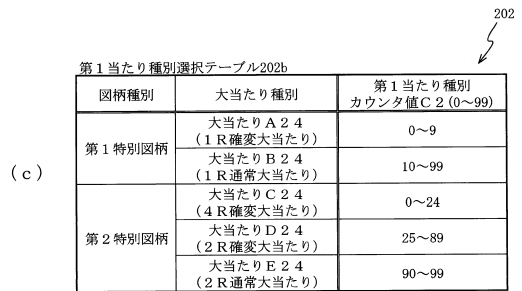 202
第1当たり種別選択テーブル202b
図柄種別
大当たり種別
第1当たり種別
カウンタ値C2(0～99)
(c)
第1特別図柄
大当たりA24
(1R確変大当たり)
0～9
大当たりB24
(1R通常大当たり)
10～99
第2特別図柄
大当たりC24
(4R確変大当たり)
0～24
大当たりD24
(2R確変大当たり)
25～89
大当たりE24
(2R通常大当たり)
90～99